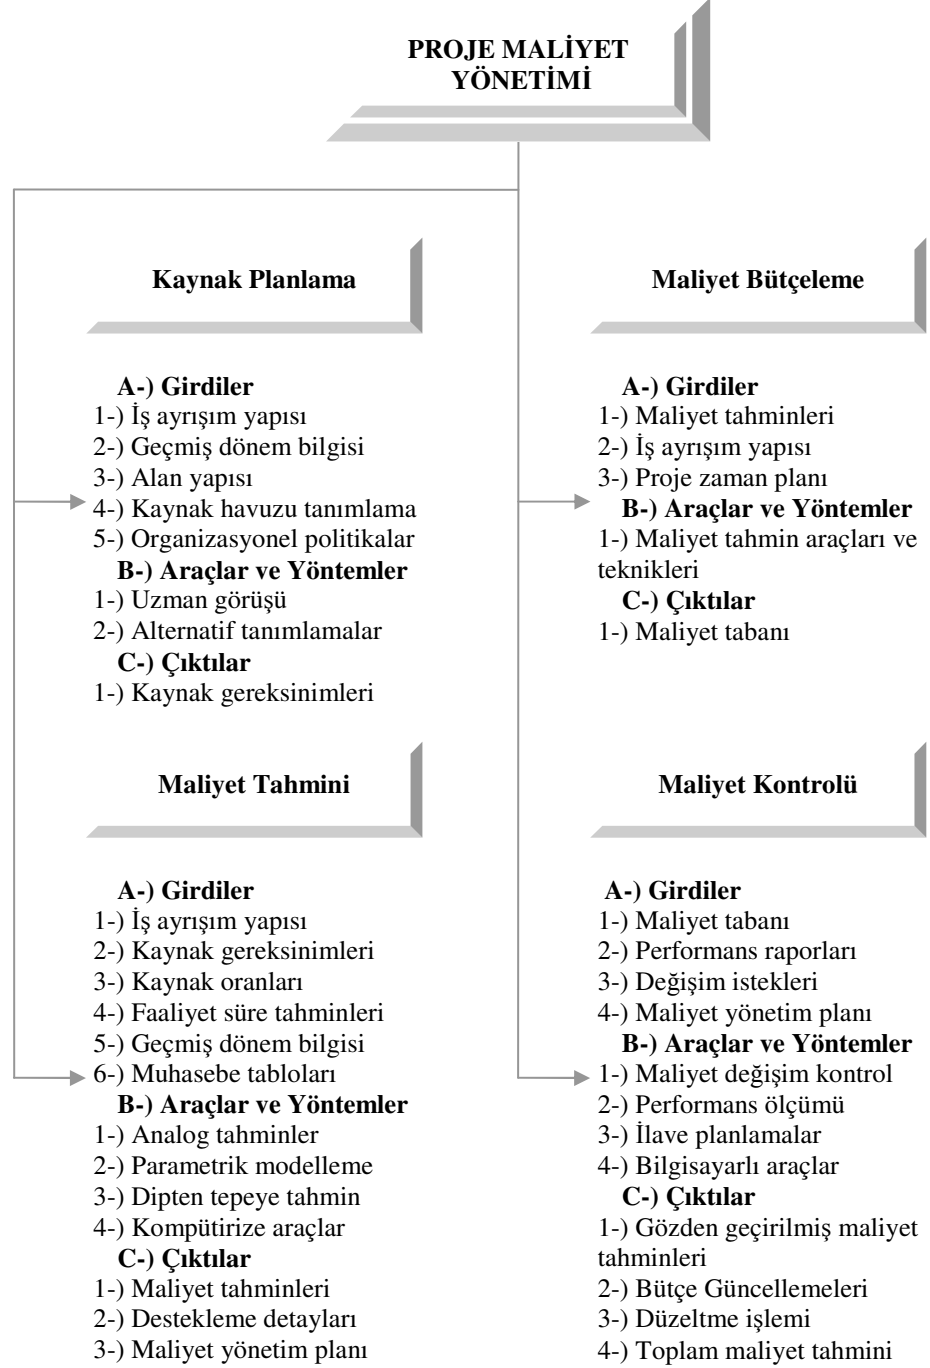 PROJE MALİYET
YÖNETİMİ
Kaynak Planlama
A-) Girdiler
1-) İş ayrışım yapısı
2-) Geçmiş dönem bilgisi
3-) Alan yapısı
4-) Kaynak havuzu tanımlama
5-) Organizasyonel politikalar
B-) Araçlar ve Yöntemler
1-) Uzman görüşü
2-) Alternatif tanımlamalar
C-) Çıktılar
1-) Kaynak gereksinimleri
Maliyet Tahmini
A-) Girdiler
1-) İş ayrışım yapısı
2-) Kaynak gereksinimleri
3-) Kaynak oranları
4-) Faaliyet süre tahminleri
5-) Geçmiş dönem bilgisi
6-) Muhasebe tabloları
B-) Araçlar ve Yöntemler
1-) Analog tahminler
2-) Parametrik modelleme
3-) Dipten tepeye tahmin
4-) Kompütirize araçlar
C-) Çıktılar
1-) Maliyet tahminleri
2-) Destekleme detayları
3-) Maliyet yönetim planı
Maliyet Bütçeleme
A-) Girdiler
1-) Maliyet tahminleri
2-) İş ayrışım yapısı
3-) Proje zaman planı
B-) Araçlar ve Yöntemler
1-) Maliyet tahmin araçları ve
teknikleri
C-) Çıktılar
1-) Maliyet tabanı
Maliyet Kontrolü
A-) Girdiler
1-) Maliyet tabanı
2-) Performans raporları
3-) Değişim istekleri
4-) Maliyet yönetim planı
B-) Araçlar ve Yöntemler
1-) Maliyet değişim kontrol
2-) Performans ölçümü
3-) İlave planlamalar
4-) Bilgisayarlı araçlar
C-) Çıktılar
1-) Gözden geçirilmiş maliyet
tahminleri
2-) Bütçe Güncellemeleri
3-) Düzeltme işlemi
4-) Toplam maliyet tahmini